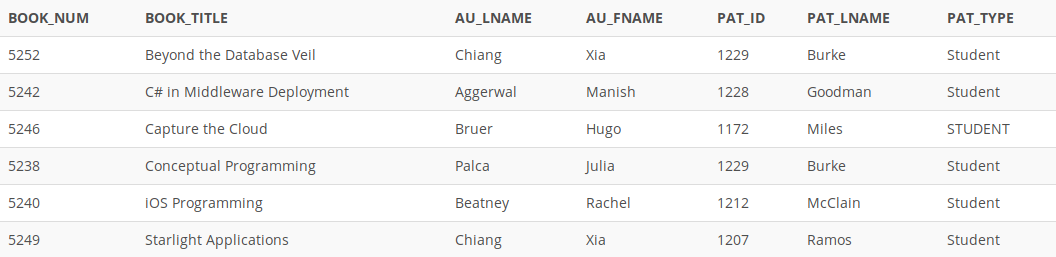 BOOK_NUM BOOK_TITLE AU_LNAME AU_FNAME PAT_ID PAT_LNAME PAT_TYPE
5252 Beyond the Database Veil Chiang Xia 1229 Burke Student
5242 C# in Middleware Deployment Aggerwal Manish 1228 Goodman Student
5246 Capture the Cloud Bruer Hugo 1172 Miles STUDENT
5238 Conceptual Programming Palca Julia 1229 Burke Student
5240 iOS Programming Beatney Rachel 1212 McClain Student
5249 Starlight Applications Chiang Xia 1207 Ramos Student